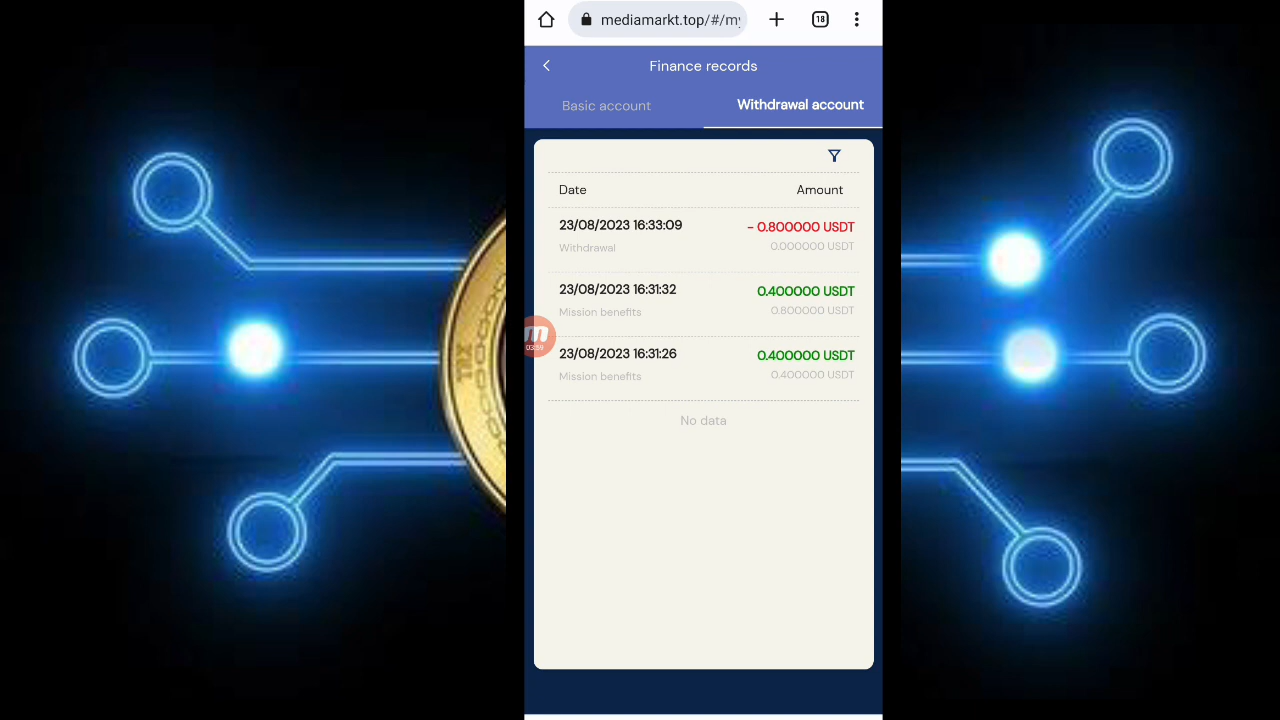 mediamarkt.top/#/my
18
Finance records
Basic account
Withdrawal account
Date
Amount
23/08/2023 16:33:09
- 0.800000 USDT
Withdrawal
0.000000 USDT
23/08/2023 16:31:32
0.400000 USDT
Mission benefits
0.800000 USDT
m
03:59
23/08/2023 16:31:26
0.400000 USDT
Mission benefits
0.400000 USDT
No data